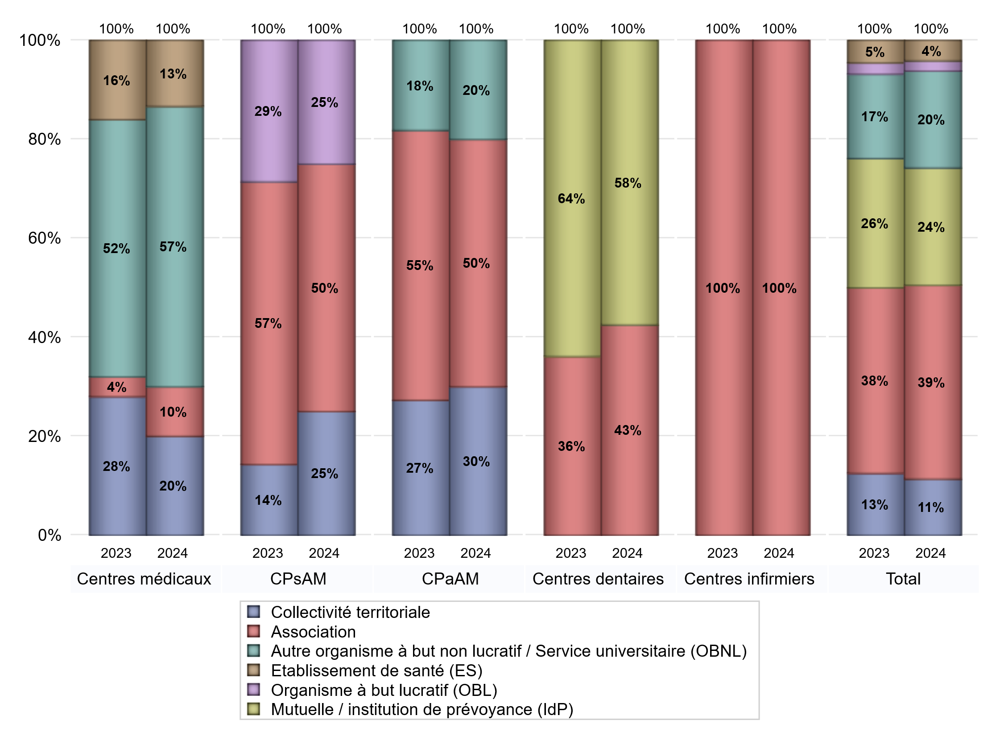 100% 100% 100% 100% 100% 100% 100% 100% 100% 100% 100% 100%
100%
5% 4%
16% 13%
18% 20%
29% 25%
17% 20%
80%
64% 58%
26% 24%
60%
52% 57%
55% 50%
57% 50%
100% 100%
40%
4% 10%
38% 39%
36% 43%
20%
28% 20%
14% 25%
27% 30%
13% 11%
0%
2023 2024 2023 2024 2023 2024 2023 2024 2023 2024 2023 2024
Centres médicaux CPsAM CPaAM Centres dentaires Centres infirmiers Total
Collectivité territoriale
Association
Autre organisme à but non lucratif / Service universitaire (OBNL)
Etablissement de santé (ES)
Organisme à but lucratif (OBL)
Mutuelle / institution de prévoyance (IdP)